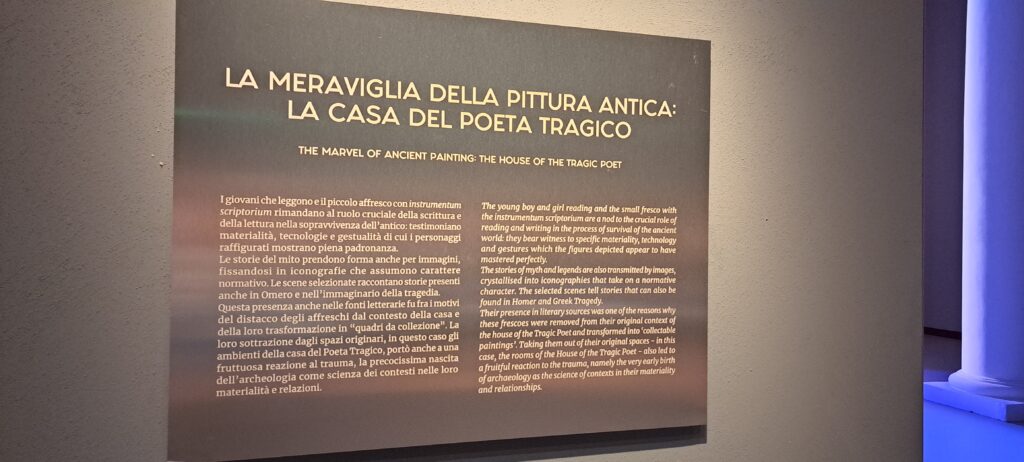 LA MERAVIGLIA DELLA PITTURA ANTICA:
LA CASA DEL POETA TRAGICO
THE MARVEL OF ANCIENT PAINTING: THE HOUSE OF THE TRAGIC POET
I giovani che leggono e il piccolo affresco con instrumentum
scriptorium rimandano al ruolo cruciale della scrittura e
della lettura nella sopravvivenza dell'antico: testimoniano
materialità, tecnologie e gestualità di cui i personaggi
raffigurati mostrano piena padronanza.
Le storie del mito prendono forma anche per immagini,
fissandosi in iconografie che assumono carattere
normativo. Le scene selezionate raccontano storie presenti
anche in Omero e nell'immaginario della tragedia.
Questa presenza anche nelle fonti letterarie fu fra i motivi
del distacco degli affreschi dal contesto della casa e
della loro trasformazione in “quadri da collezione”. La
loro sottrazione dagli spazi originari, in questo caso gli
ambienti della casa del Poeta Tragico, portò anche a una
fruttuosa reazione al trauma, la precocissima nascita
dell'archeologia come scienza dei contesti nelle loro
materialità e relazioni.
The young boy and girl reading and the small fresco with
the instrumentum scriptorium are a nod to the crucial role of
reading and writing in the process of survival of the ancient
world: they bear witness to specific materiality, technology
and gestures which the figures depicted appear to have
mastered perfectly.
The stories of myth and legends are also transmitted by images,
crystallised into iconographies that take on a normative
character. The selected scenes tell stories that can also be
found in Homer and Greek Tragedy.
Their presence in literary sources was one of the reasons why
these frescoes were removed from their original context of
the house of the Tragic Poet and transformed into 'collectable
paintings'. Taking them out of their original spaces – in this
case, the rooms of the House of the Tragic Poet – also led to
a fruitful reaction to the trauma, namely the very early birth
of archaeology as the science of contexts in their materiality
and relationships.